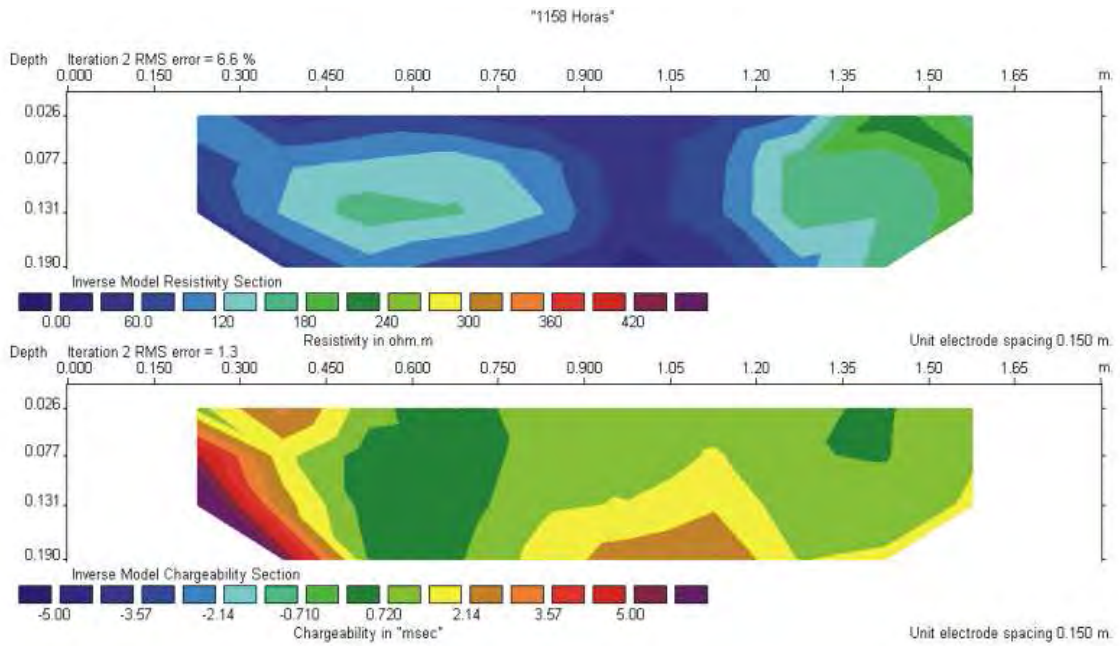 "1158 Horas"
Depth Iteration 2 RMS error = 6.6 %
0.000 0.150 0.300 0.450 0.600 0.750 0.900 1.05 1.20 1.35 1.50 1.65 m.
0.026
0.077
0.131
0.190
Inverse Model Resistivity Section
0.00 60.0 120 180 240 300 360 420
Resistivity in ohm.m
Unit electrode spacing 0.150 m.
Depth Iteration 2 RMS error = 1.3
0.000 0.150 0.300 0.450 0.600 0.750 0.900 1.05 1.20 1.35 1.50 1.65 m.
0.026
0.077
0.131
0.190
Inverse Model Chargeability Section
-5.00 -3.57 -2.14 -0.710 0.720 2.14 3.57 5.00
Chargeability in "msec"
Unit electrode spacing 0.150 m.